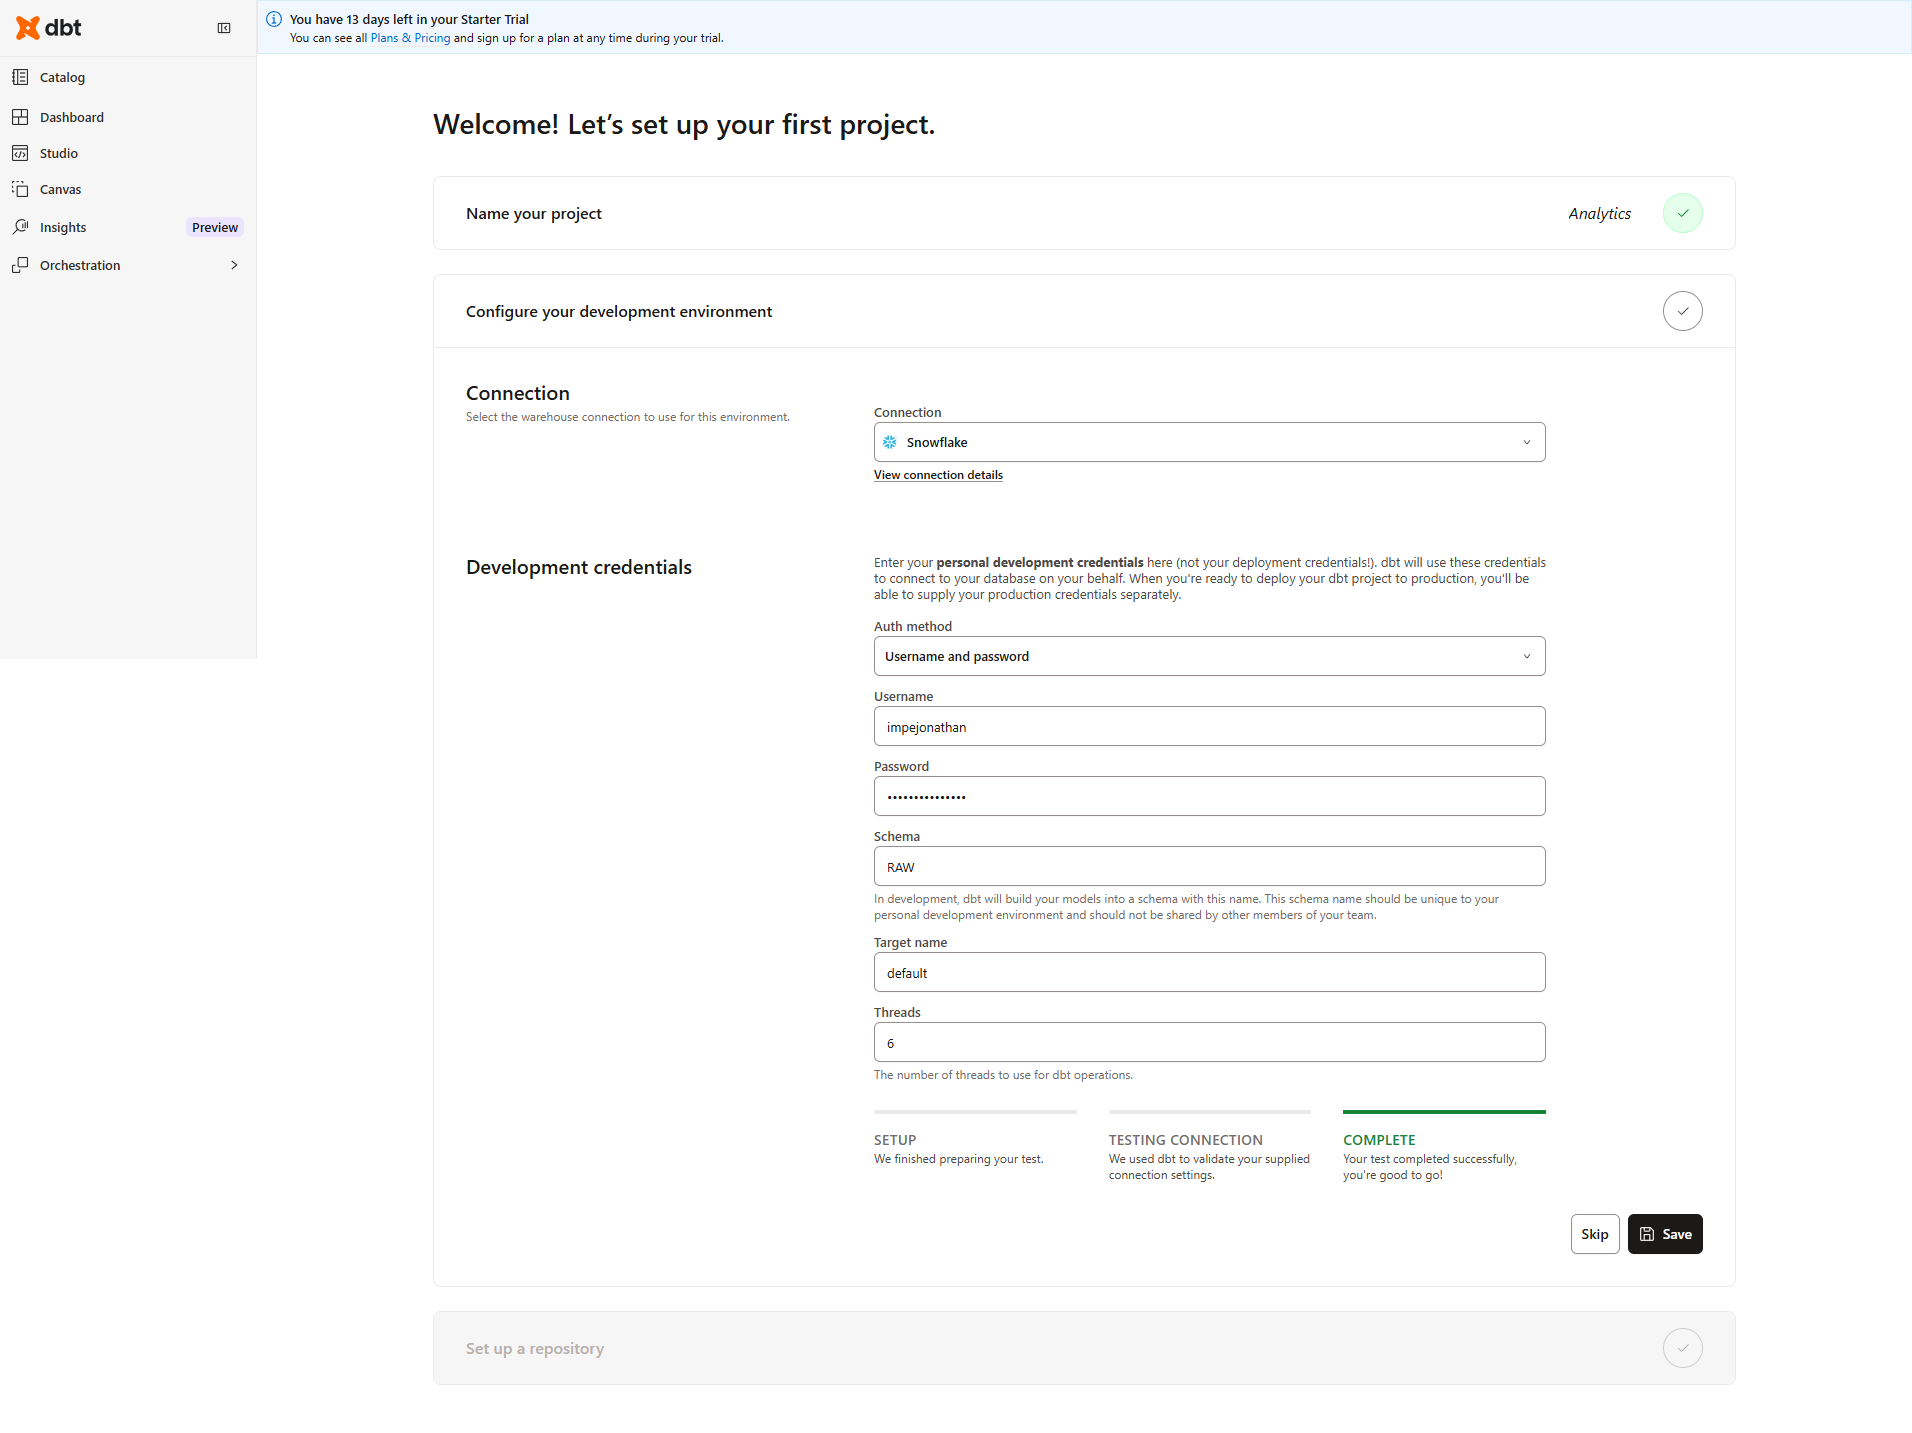 dbt
You have 13 days left in your Starter Trial
You can see all Plans & Pricing and sign up for a plan at any time during your trial.
Catalog
Dashboard
Studio
Canvas
Insights
Preview
Orchestration
Welcome! Let’s set up your first project.
Name your project
Analytics
Configure your development environment
Connection
Select the warehouse connection to use for this environment.
Connection
Snowflake
View connection details
Development credentials
Enter your personal development credentials here (not your deployment credentials!). dbt will use these credentials
to connect to your database on your behalf. When you're ready to deploy your dbt project to production, you'll be
able to supply your production credentials separately.
Auth method
Username and password
Username
impejonathan
Password
•••••••••••••••
Schema
RAW
In development, dbt will build your models into a schema with this name. This schema name should be unique to your
personal development environment and should not be shared by other members of your team.
Target name
default
Threads
6
The number of threads to use for dbt operations.
SETUP
We finished preparing your test.
TESTING CONNECTION
We used dbt to validate your supplied
connection settings.
COMPLETE
Your test completed successfully,
you're good to go!
Skip
Save
Set up a repository